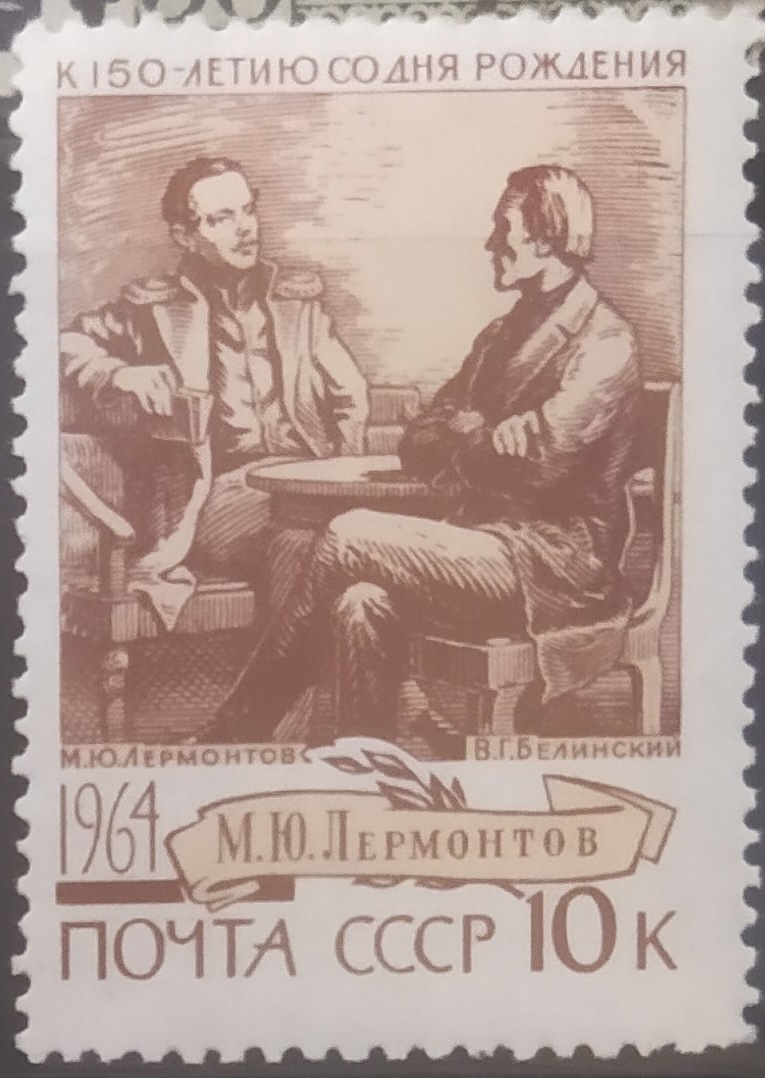 К 150-ЛЕТИЮ СО ДНЯ РОЖДЕНИЯ
М.Ю.ЛЕРМОНТОВ
В.Г.БЕЛИНСКИЙ
1964
М.Ю.ЛЕРМОНТОВ
ПОЧТА СССР 10 К